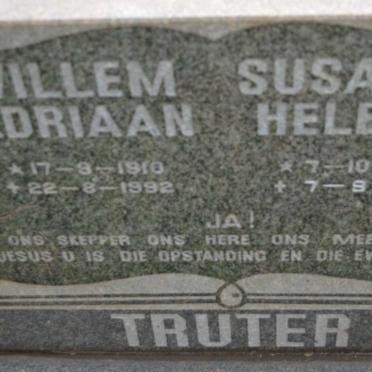 WILLEM SUSA
DRIAAN HELE
* 17-9-1910 * 7-10
+ 22-8-1992 + 7-9
JA!
ONS SKEPPER ONS HERE ONS MEE
JESUS U IS DIE OPSTANDING EN DIE EW
TRUTER